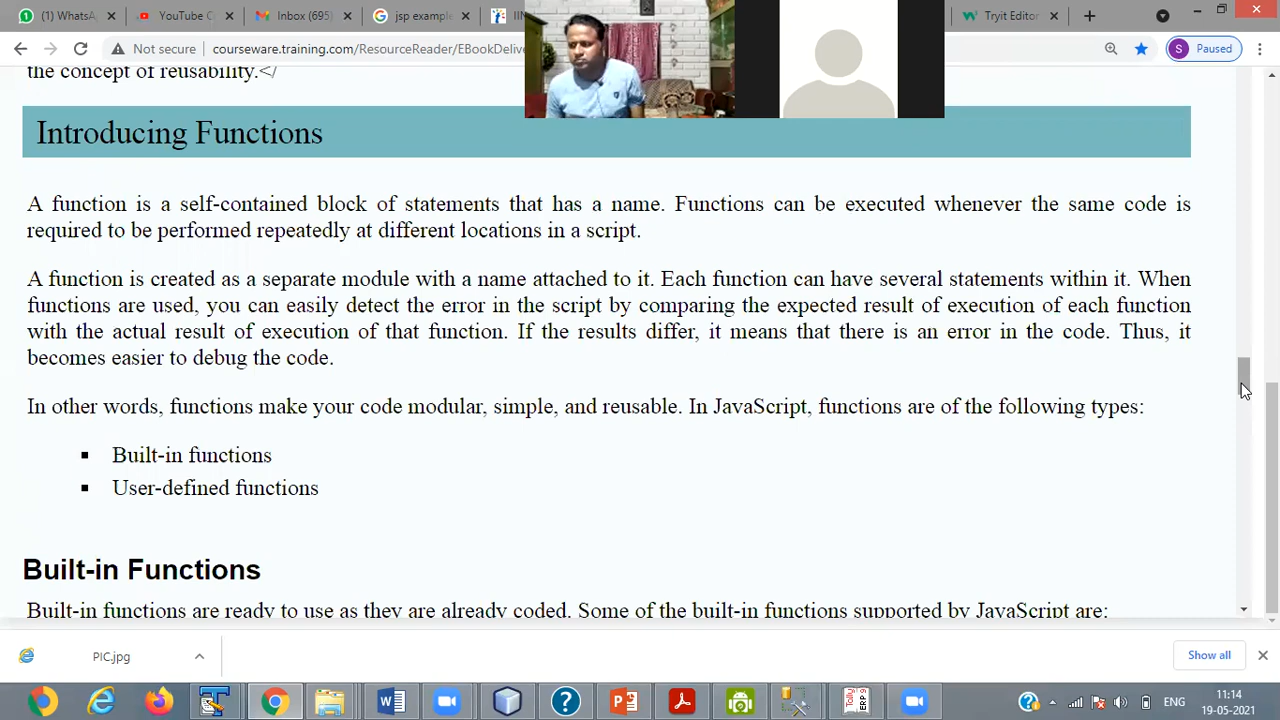 (1) WhatsA
YouTube
Inbox (695)
jsp example
Tryit Edito
Not secure
courseware.training.com/ResourceReader/EBookDelive
S
Paused
the concept of reusability.</
Introducing Functions
A function is a self-contained block of statements that has a name. Functions can be executed whenever the same code is
required to be performed repeatedly at different locations in a script.
A function is created as a separate module with a name attached to it. Each function can have several statements within it. When
functions are used, you can easily detect the error in the script by comparing the expected result of execution of each function
with the actual result of execution of that function. If the results differ, it means that there is an error in the code. Thus, it
becomes easier to debug the code.
In other words, functions make your code modular, simple, and reusable. In JavaScript, functions are of the following types:
Built-in functions
User-defined functions
Built-in Functions
Built-in functions are ready to use as they are already coded. Some of the built-in functions supported by JavaScript are:
PIC.jpg
Show all
ENG
11:14
19-05-2021